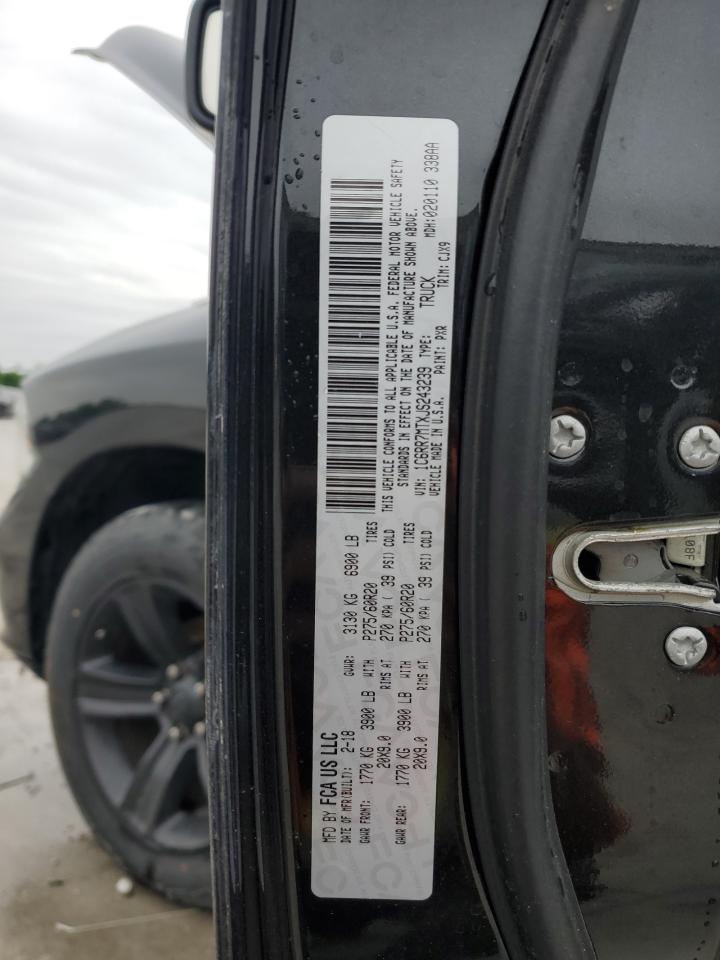 MFD BY FCA US LLC
DATE OF MFR(BUILT): 2-18 GVWR: 3130 KG 6900 LB
GAWR FRONT: 1770 KG 3900 LB WITH P275/60R20 TIRES
20X9.0 RIMS AT 270 KPA ( 39 PSI) COLD
GAWR REAR: 1770 KG 3900 LB WITH P275/60R20 TIRES
20X9.0 RIMS AT 270 KPA ( 39 PSI) COLD
THIS VEHICLE CONFORMS TO ALL APPLICABLE U.S.A. FEDERAL MOTOR VEHICLE SAFETY
STANDARDS IN EFFECT ON THE DATE OF MANUFACTURE SHOWN ABOVE.
VIN: 1C6RR7MTXJS243239 TYPE: TRUCK MDH:020110 338AA
VEHICLE MADE IN U.S.A. PAINT: PXR TRIM: CJX9